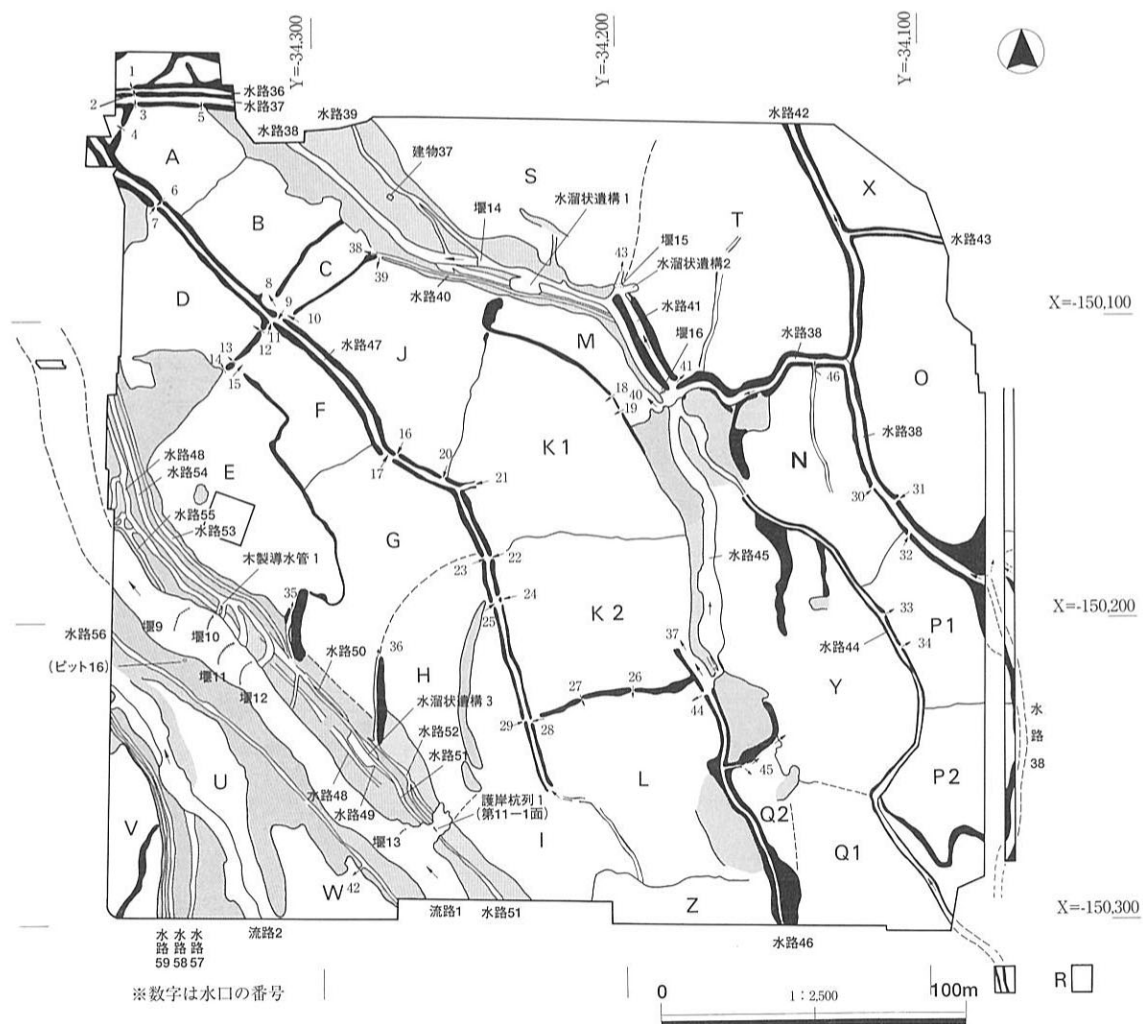 Y=-34,300
Y=-34,200
Y=-34,100
1
水路36
2
水路37
3
5
水路39
水路42
4
水路38
A
建物37
S
X
6
7
水溜状遺構1
B
T
堰14
43
堰15
水路43
38
水溜状遺構2
C
39
D
8
水路40
水路41
9
10
X=-150,100
11
12
水路47
M
水路38
13
J
堰16
14
41
46
15
18
40
O
F
19
水路38
16
K1
N
水路48
20
水路54
E
17
21
30
31
水路55
水路53
G
水路45
32
木製導水管1
22
23
35
24
X=-150,200
堰9
25
K2
33
P1
水路56
堰10
水路44
34
(ピット16)
水路50
36
37
堰11
H
26
Y
堰12
水溜状遺構3
27
44
29
28
水路52
水路38
水路51
45
P2
U
L
水路48
護岸杭列1
水路49
(第11-1面)
Q2
V
堰13
I
Q1
W
42
Z
X=-150,300
流路1
水路51
水路59
水路58
水路57
流路2
水路46
R
※数字は水口の番号
0
1:2,500
100m